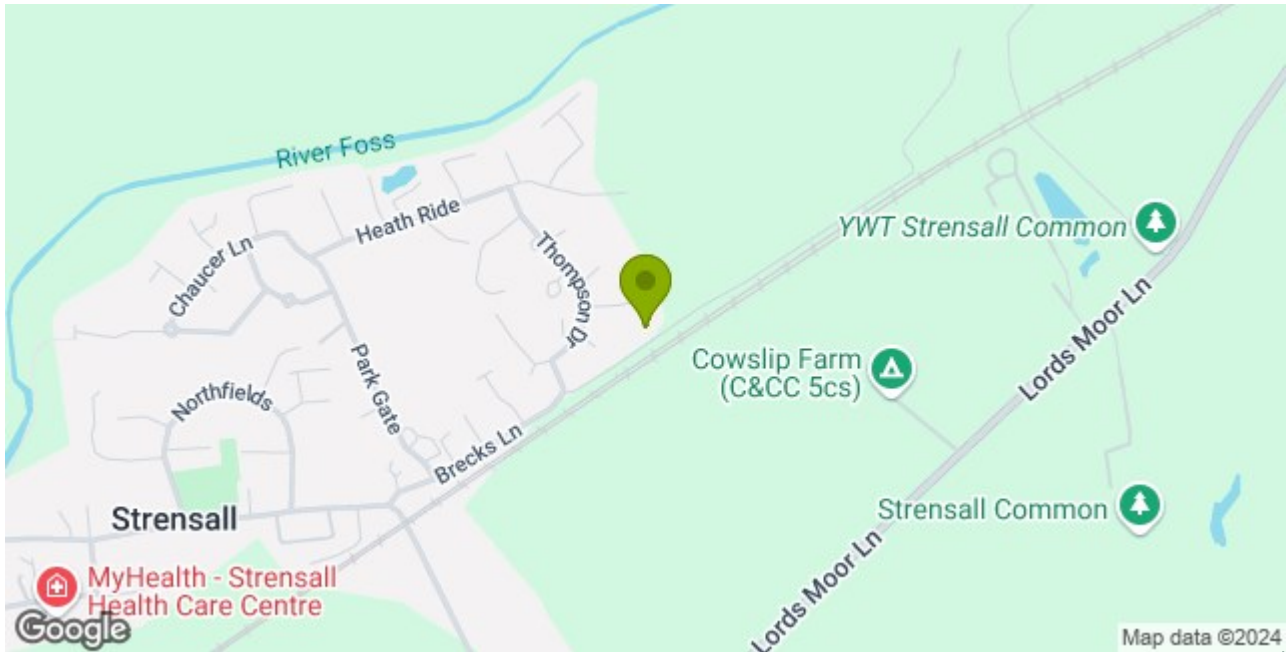 River Foss
Heath Ride
Chaucer Ln
Thompson Dr
YWT Strensall Common
Park Gate
Cowslip Farm
(C&CC 5cs)
Lords Moor Ln
Northfields
Brecks Ln
Strensall
Strensall Common
Lords Moor Ln
MyHealth - Strensall
Health Care Centre
Google
Map data ©2024